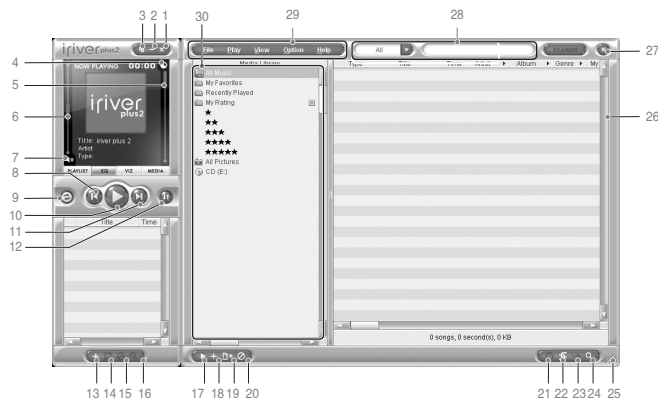 30 29 28
3 2 1
iriver plus2
File Play View Option Help
All
SEARCH
27
4
NOW PLAYING 00:00
Media Library
Type Title Time Artist Album Genre My
5
All Music
My Favorites
Recently Played
My Rating
★
★★
★★★
★★★★
★★★★★
All Pictures
CD (E:)
iriver
plus2
6
26
Title: iriver plus 2
Artist:
Type:
7
PLAYLIST EQ VIZ MEDIA
8
9
10
11
12
Title Time
0 songs, 0 second(s), 0 KB
13 14 15 16 17 18 19 20 21 22 23 24 25